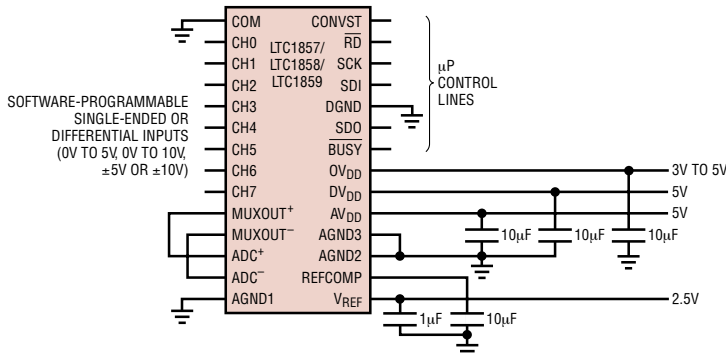 COM
CH0
CH1
CH2
CH3
CH4
CH5
CH6
CH7
MUXOUT+
MUXOUT–
ADC+
ADC–
AGND1
LTC1857/
LTC1858/
LTC1859
CONVST
RD
SCK
SDI
DGND
SDO
BUSY
OVDD
DVDD
AVDD
AGND3
AGND2
REFCOMP
VREF
SOFTWARE-PROGRAMMABLE
SINGLE-ENDED OR
DIFFERENTIAL INPUTS
(0V TO 5V, 0V TO 10V,
±5V OR ±10V)
µP
CONTROL
LINES
3V TO 5V
5V
5V
10µF
10µF
10µF
2.5V
1µF
10µF